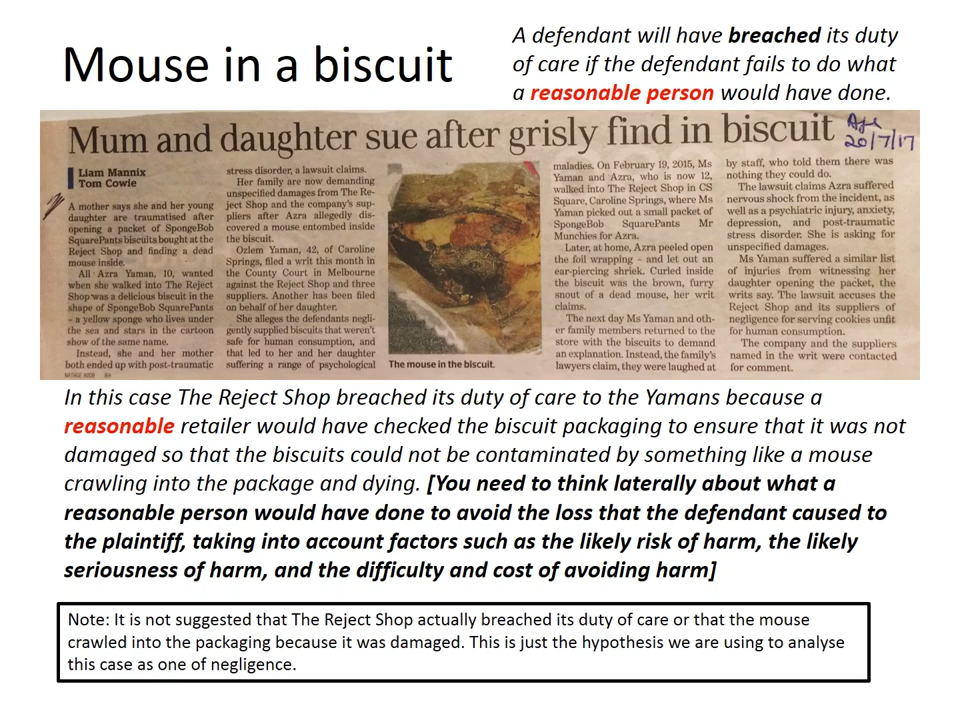 Mouse in a biscuit
A defendant will have breached its duty
of care if the defendant fails to do what
a reasonable person would have done.
Mum and daughter sue after grisly find in biscuit
Age
20/7/17
Liam Mannix
Tom Cowie
A mother says she and her young
daughter are traumatised after
opening a packet of SpongeBob
SquarePants biscuits bought at the
Reject Shop and finding a dead
mouse inside.
All Azra Yaman, 10, wanted
when she walked into The Reject
Shop was a delicious biscuit in the
shape of SpongeBob SquarePants
– a yellow sponge who lives under
the sea and stars in the cartoon
show of the same name.
Instead, she and her mother
both ended up with post-traumatic
stress disorder, a lawsuit claims.
Her family are now demanding
unspecified damages from The Re-
ject Shop and the company's sup-
pliers after Azra allegedly dis-
covered a mouse entombed inside
the biscuit.
Ozlem Yaman, 42, of Caroline
Springs, filed a writ this month in
the County Court in Melbourne
against the Reject Shop and three
suppliers. Another has been filed
on behalf of her daughter.
She alleges the defendants negli-
gently supplied biscuits that weren't
safe for human consumption, and
that led to her and her daughter
suffering a range of psychological
The mouse in the biscuit.
maladies. On February 19, 2015, Ms
Yaman and Azra, who is now 12,
walked into The Reject Shop in CS
Square, Caroline Springs, where Ms
Yaman picked out a small packet of
SpongeBob SquarePants Mr
Munchies for Azra.
Later, at home, Azra peeled open
the foil wrapping – and let out an
ear-piercing shriek. Curled inside
the biscuit was the brown, furry
snout of a dead mouse, her writ
claims.
The next day Ms Yaman and oth-
er family members returned to the
store with the biscuits to demand
an explanation. Instead, the family's
lawyers claim, they were laughed at
by staff, who told them there was
nothing they could do.
The lawsuit claims Azra suffered
nervous shock from the incident, as
well as a psychiatric injury, anxiety,
depression, and post-traumatic
stress disorder. She is asking for
unspecified damages.
Ms Yaman suffered a similar list
of injuries from witnessing her
daughter opening the packet, the
writs say. The lawsuit accuses the
Reject Shop and its suppliers of
negligence for serving cookies unfit
for human consumption.
The company and the suppliers
named in the writ were contacted
for comment.
In this case The Reject Shop breached its duty of care to the Yamans because a
reasonable retailer would have checked the biscuit packaging to ensure that it was not
damaged so that the biscuits could not be contaminated by something like a mouse
crawling into the package and dying. [You need to think laterally about what a
reasonable person would have done to avoid the loss that the defendant caused to
the plaintiff, taking into account factors such as the likely risk of harm, the likely
seriousness of harm, and the difficulty and cost of avoiding harm]
Note: It is not suggested that The Reject Shop actually breached its duty of care or that the mouse
crawled into the packaging because it was damaged. This is just the hypothesis we are using to analyse
this case as one of negligence.